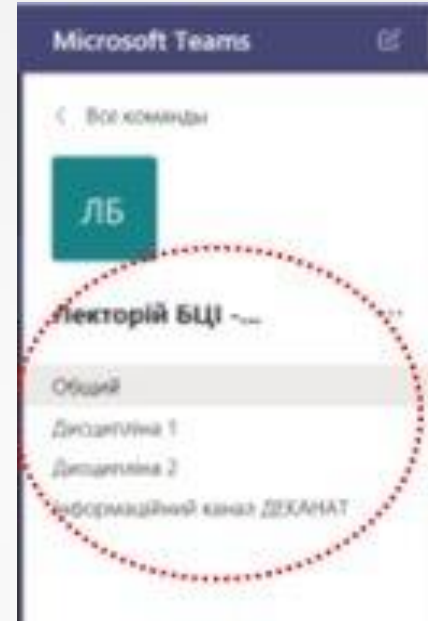 Microsoft Teams
< Все команды
ЛБ
Лекторій БЦІ -...
Общий
Дисципліна 1
Дисципліна 2
Інформаційний канал ДЕКАНАТ